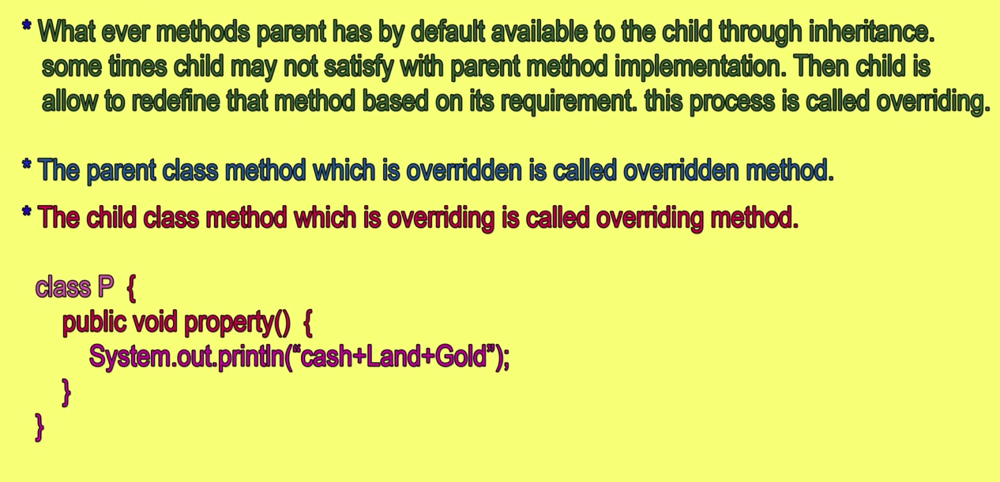 * What ever methods parent has by default available to the child through inheritance.
some times child may not satisfy with parent method implementation. Then child is
allow to redefine that method based on its requirement. this process is called overriding.
* The parent class method which is overridden is called overridden method.
* The child class method which is overriding is called overriding method.
class P {
public void property() {
System.out.println(“cash+Land+Gold”);
}
}